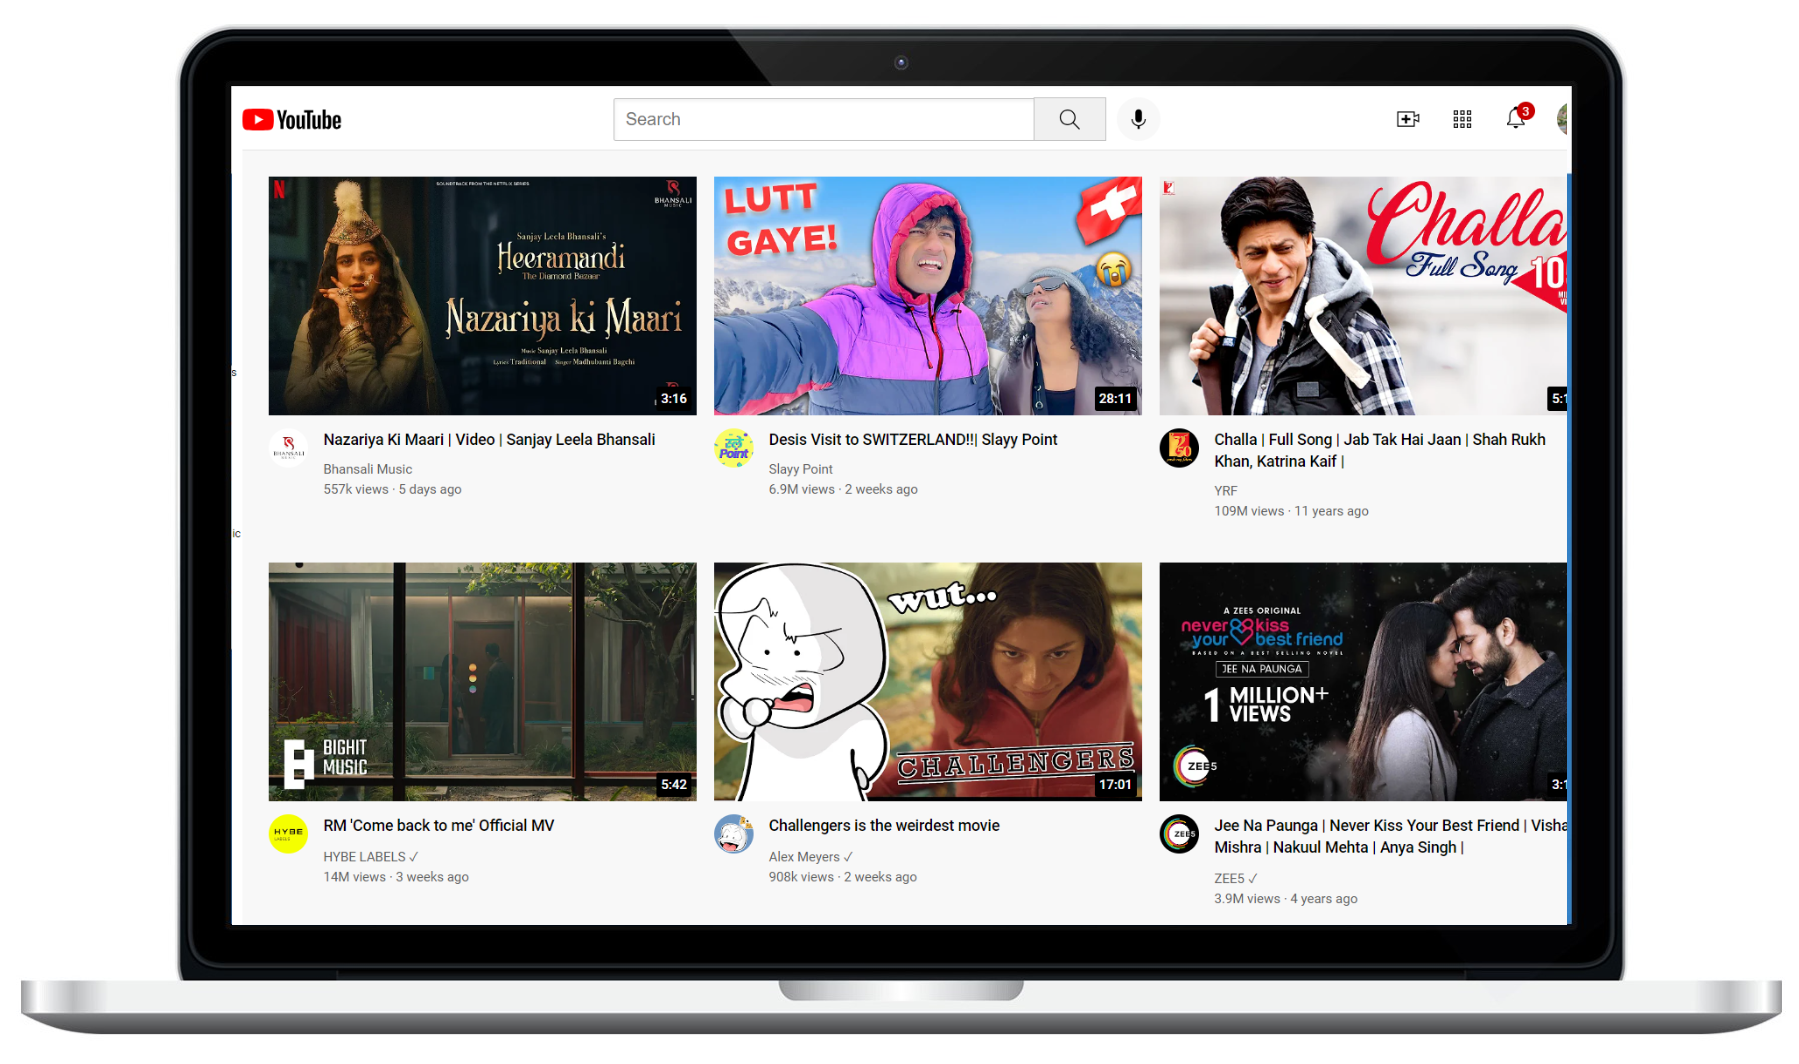 YouTube
Search
3
SOUNDTRACK FROM THE NETFLIX SERIES
BHANSALI
MUSIC
Sanjay Leela Bhansali's
Heeramandi
The Diamond Bazaar
Nazariya ki Maari
Music Sanjay Leela Bhansali
Lyrics Traditional Singer Madhubanti Bagchi
3:16
LUTT
GAYE!
28:11
Challa
Full Song
10
5:1
s
BHANSALI
Nazariya Ki Maari | Video | Sanjay Leela Bhansali
Bhansali Music
557k views · 5 days ago
स्ले
Point
Desis Visit to SWITZERLAND!!| Slayy Point
Slayy Point
6.9M views · 2 weeks ago
50
Challa | Full Song | Jab Tak Hai Jaan | Shah Rukh
Khan, Katrina Kaif |
YRF
109M views · 11 years ago
ic
BIGHIT
MUSIC
5:42
wut...
CHALLENGERS
17:01
A ZEE5 ORIGINAL
never kiss
your best friend
BASED ON A BEST SELLING NOVEL
JEE NA PAUNGA
1 MILLION+
VIEWS
ZEE5
3:1
HYBE
LABELS
RM 'Come back to me' Official MV
HYBE LABELS ✓
14M views · 3 weeks ago
Challengers is the weirdest movie
Alex Meyers ✓
908k views · 2 weeks ago
ZEE5
Jee Na Paunga | Never Kiss Your Best Friend | Visha
Mishra | Nakuul Mehta | Anya Singh |
ZEE5 ✓
3.9M views · 4 years ago